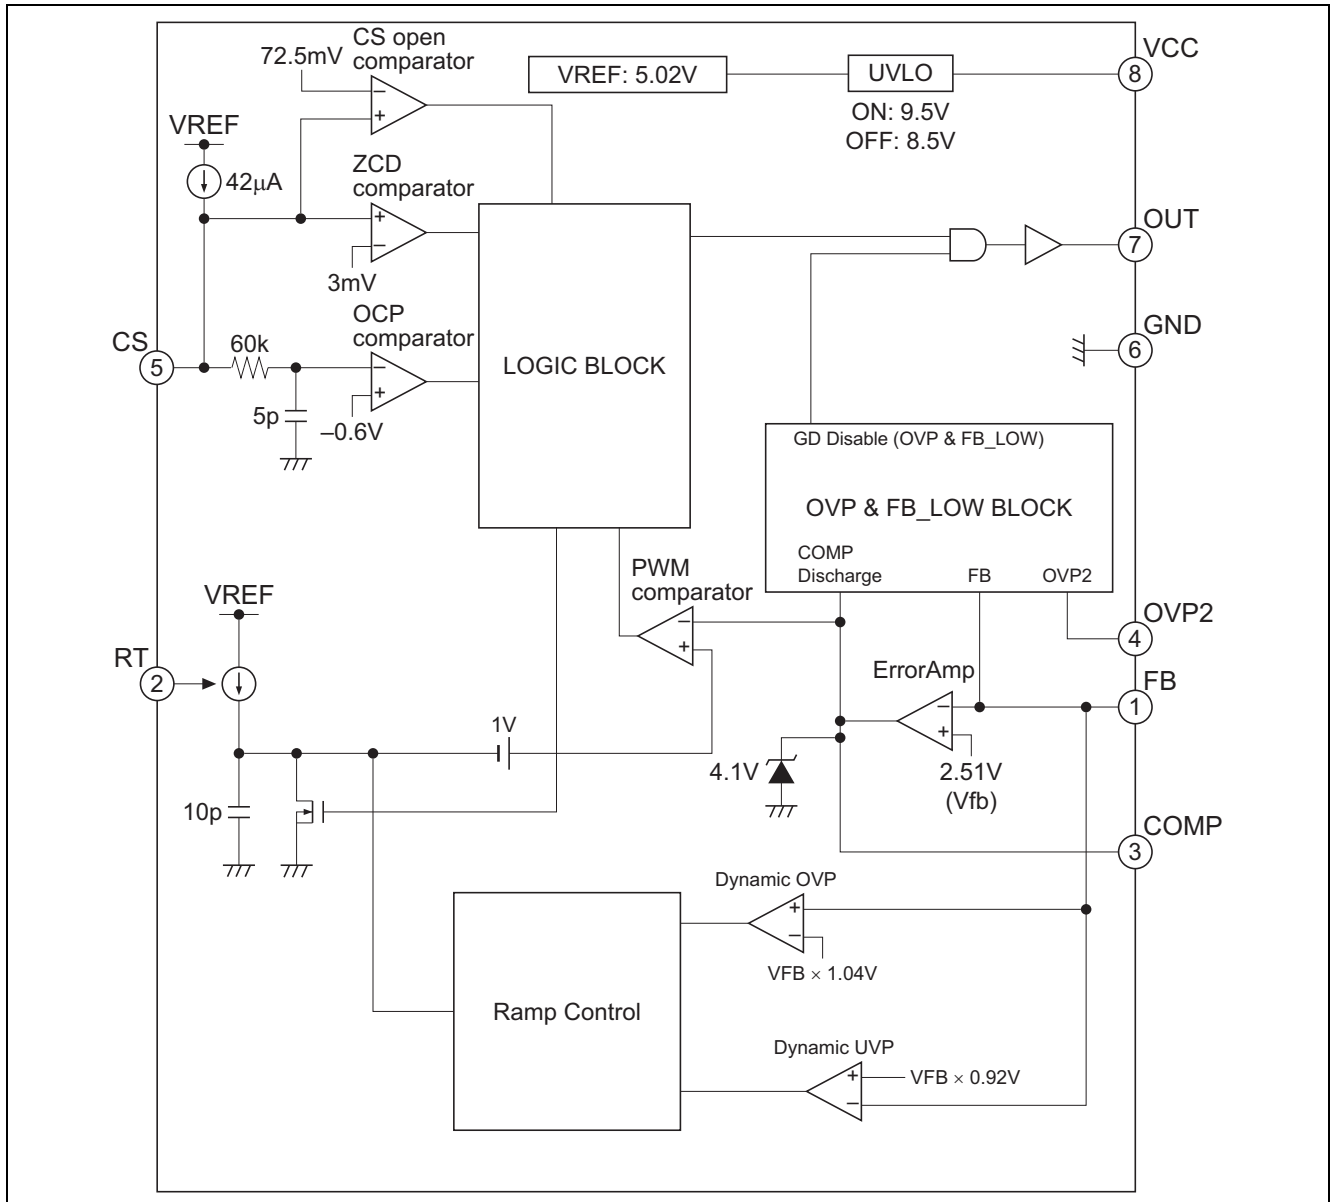 CS open
comparator
72.5mV
−
+
VREF: 5.02V
UVLO
ON: 9.5V
OFF: 8.5V
VCC
8
VREF
42μA
ZCD
comparator
+
−
3mV
OUT
7
OCP
comparator
−
+
–0.6V
CS
5
60k
5p
LOGIC BLOCK
GND
6
GD Disable (OVP & FB_LOW)
OVP & FB_LOW BLOCK
COMP
Discharge
FB
OVP2
OVP2
4
PWM
comparator
−
+
VREF
RT
2
ErrorAmp
−
+
FB
1
1V
4.1V
2.51V
(Vfb)
10p
COMP
3
Dynamic OVP
+
−
VFB × 1.04V
Ramp Control
Dynamic UVP
+
−
VFB × 0.92V